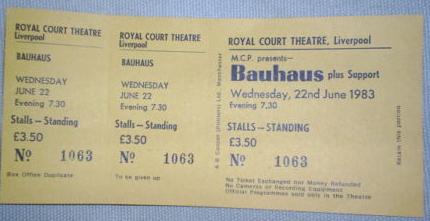 ROYAL COURT THEATRE
Liverpool
BAUHAUS
WEDNESDAY
JUNE 22
Evening 7.30
Stalls – Standing
£3.50
No 1063
Box Office Duplicate
ROYAL COURT THEATRE
Liverpool
BAUHAUS
WEDNESDAY
JUNE 22
Evening 7.30
Stalls – Standing
£3.50
No 1063
To be given up
A B Cooper (Printers) Ltd., Manchester
ROYAL COURT THEATRE, Liverpool
M.C.P. presents–
Bauhaus plus Support
Wednesday, 22nd June 1983
Evening 7.30
STALLS – STANDING
£3.50
No 1063
No Ticket Exchanged nor Money Refunded
No Cameras or Recording Equipment
Official Programmes sold only in the Theatre
Retain this portion